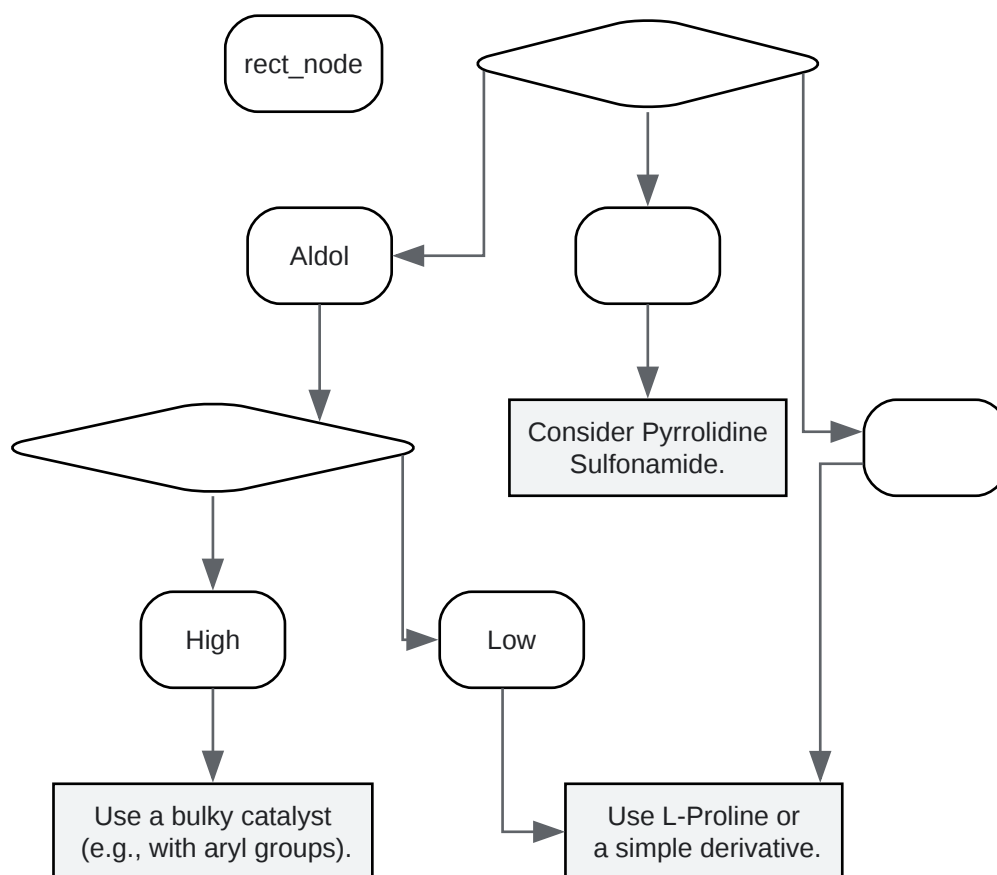 rect_node
Aldol
Consider Pyrrolidine
Sulfonamide.
High
Low
Use a bulky catalyst
(e.g., with aryl groups).
Use L-Proline or
a simple derivative.